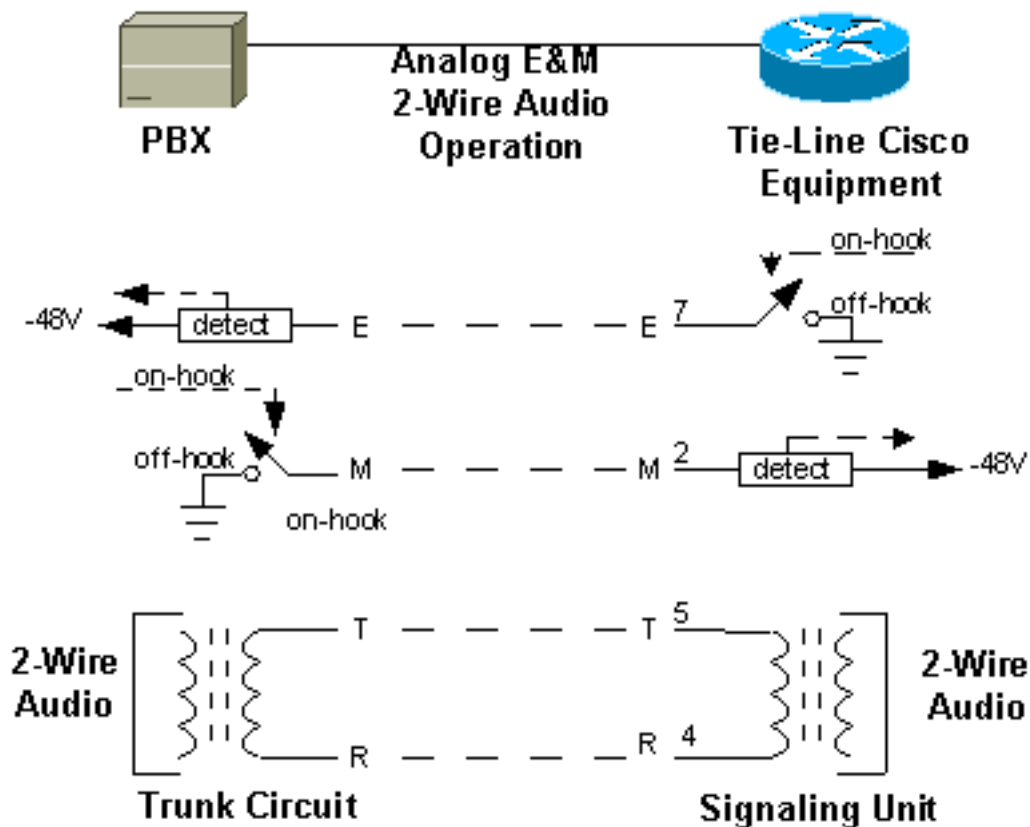 Analog E&M
2-Wire Audio
Operation
PBX
Tie-Line Cisco
Equipment
on-hook
-48V
detect
E
E
7
off-hook
on-hook
off-hook
M
M
2
detect
-48V
on-hook
2-Wire
Audio
T
T
5
2-Wire
Audio
R
R
4
Trunk Circuit
Signaling Unit